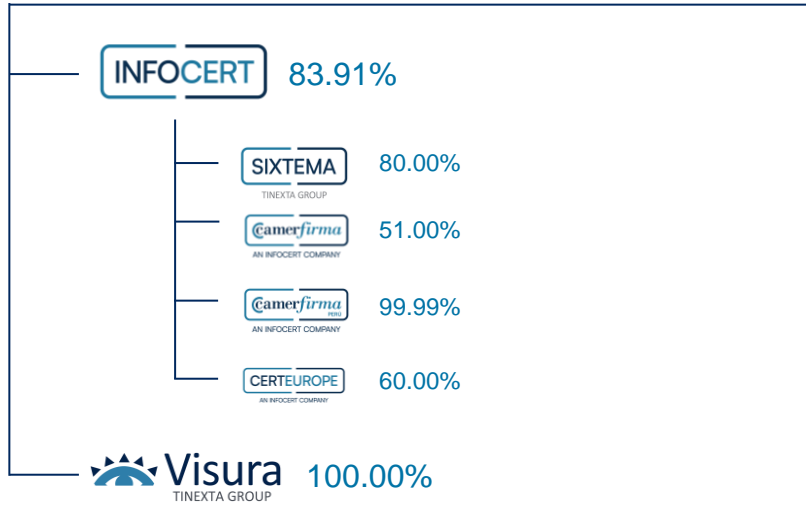 INFOCERT 83.91%
SIXTEMA 80.00%
TINEXTA GROUP
Camerfirma 51.00%
AN INFOCERT COMPANY
Camerfirma 99.99%
PERÚ
AN INFOCERT COMPANY
CERTEUROPE 60.00%
AN INFOCERT COMPANY
Visura 100.00%
TINEXTA GROUP